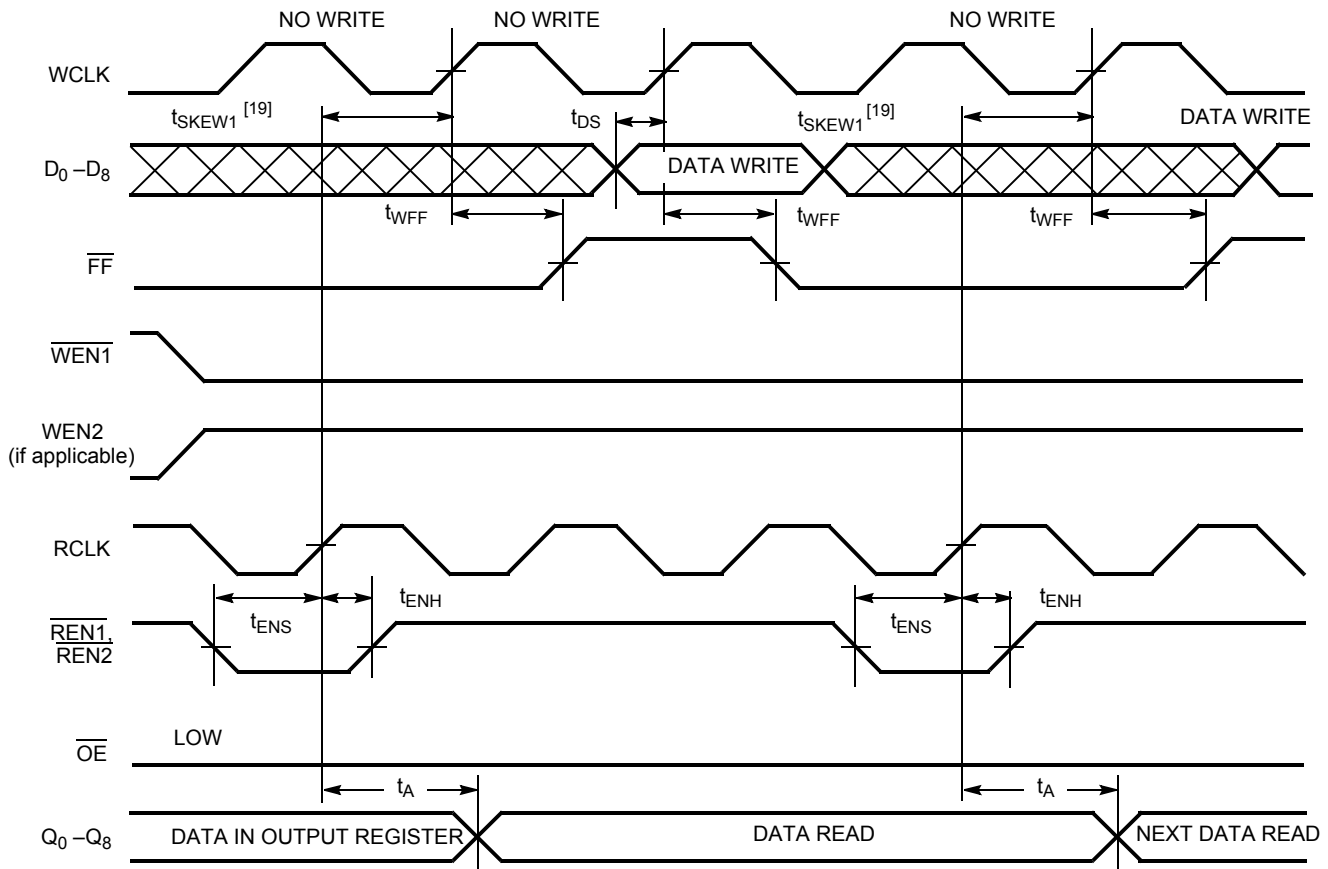 NO WRITE NO WRITE NO WRITE
WCLK
tSKEW1 [19] tDS tSKEW1 [19] DATA WRITE
D0 –D8 DATA WRITE
tWFF tWFF tWFF
FF
WEN1
WEN2
(if applicable)
RCLK
tENH tENH
tENS tENS
REN1,
REN2
LOW
OE
tA tA
Q0 –Q8 DATA IN OUTPUT REGISTER DATA READ NEXT DATA READ